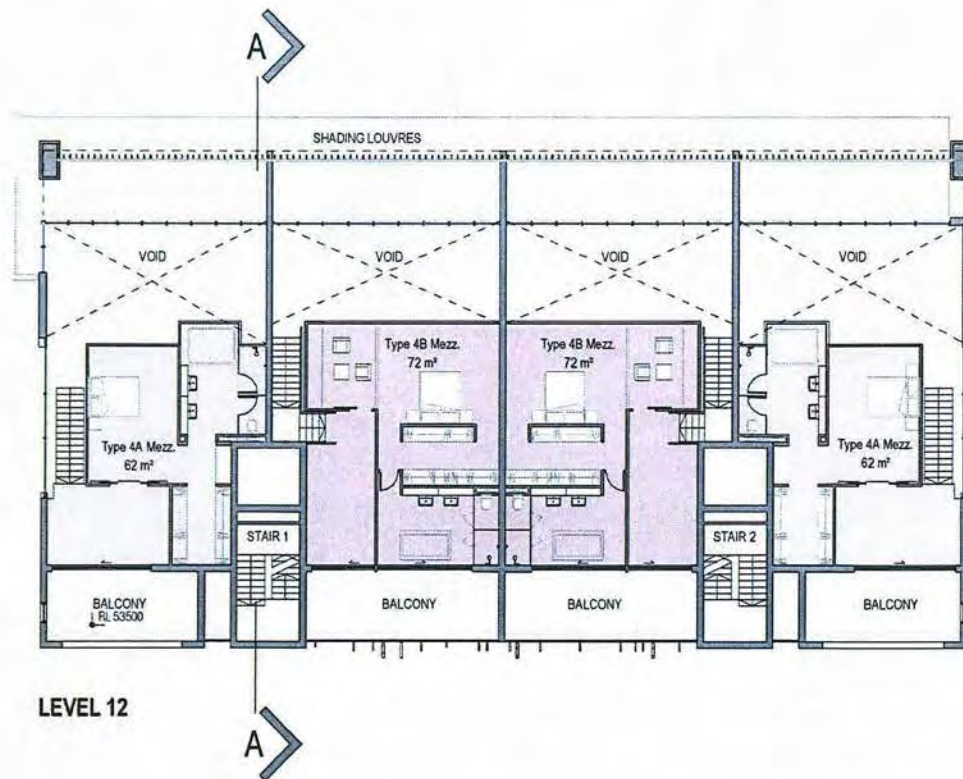 A
SHADING LOUVRES
VOID
VOID
VOID
VOID
Type 4B Mezz.
72 m²
Type 4B Mezz.
72 m²
Type 4A Mezz.
62 m²
Type 4A Mezz.
62 m²
STAIR 1
STAIR 2
BALCONY
RL 53500
BALCONY
BALCONY
BALCONY
LEVEL 12
A